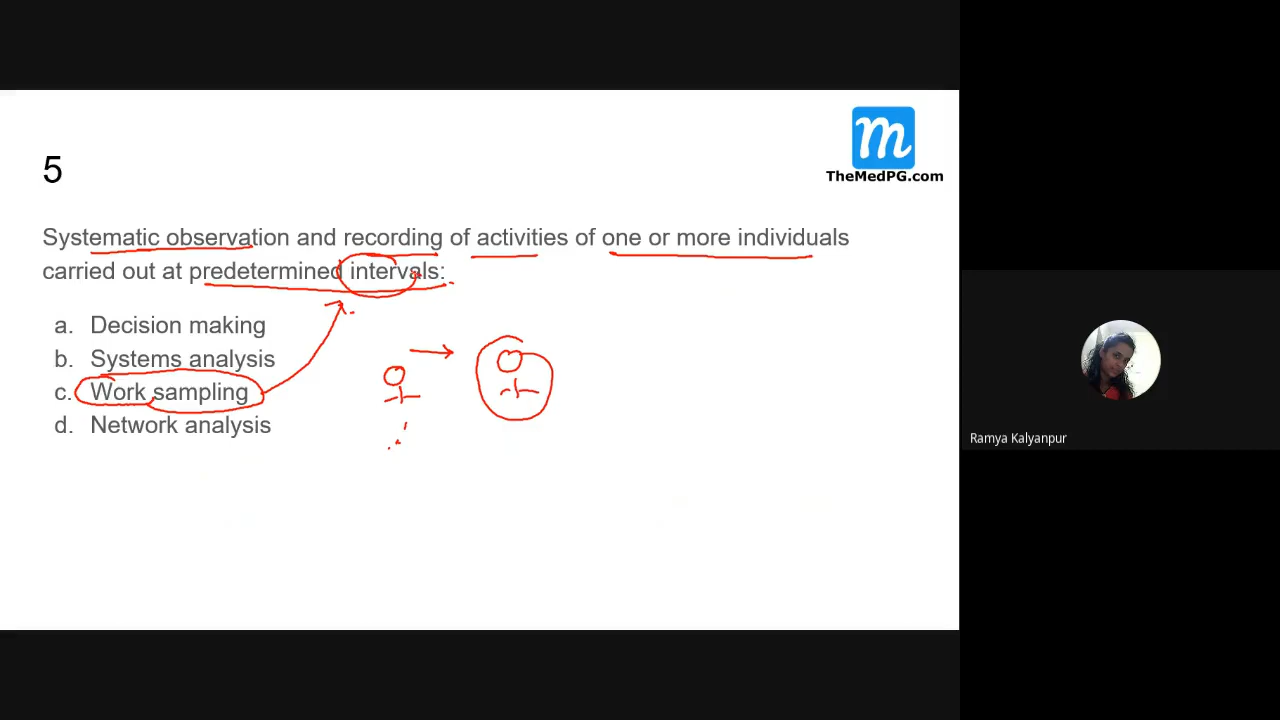 m
TheMedPG.com
5
Systematic observation and recording of activities of one or more individuals
carried out at predetermined intervals:
a. Decision making
b. Systems analysis
c. Work sampling
d. Network analysis
Ramya Kalyanpur